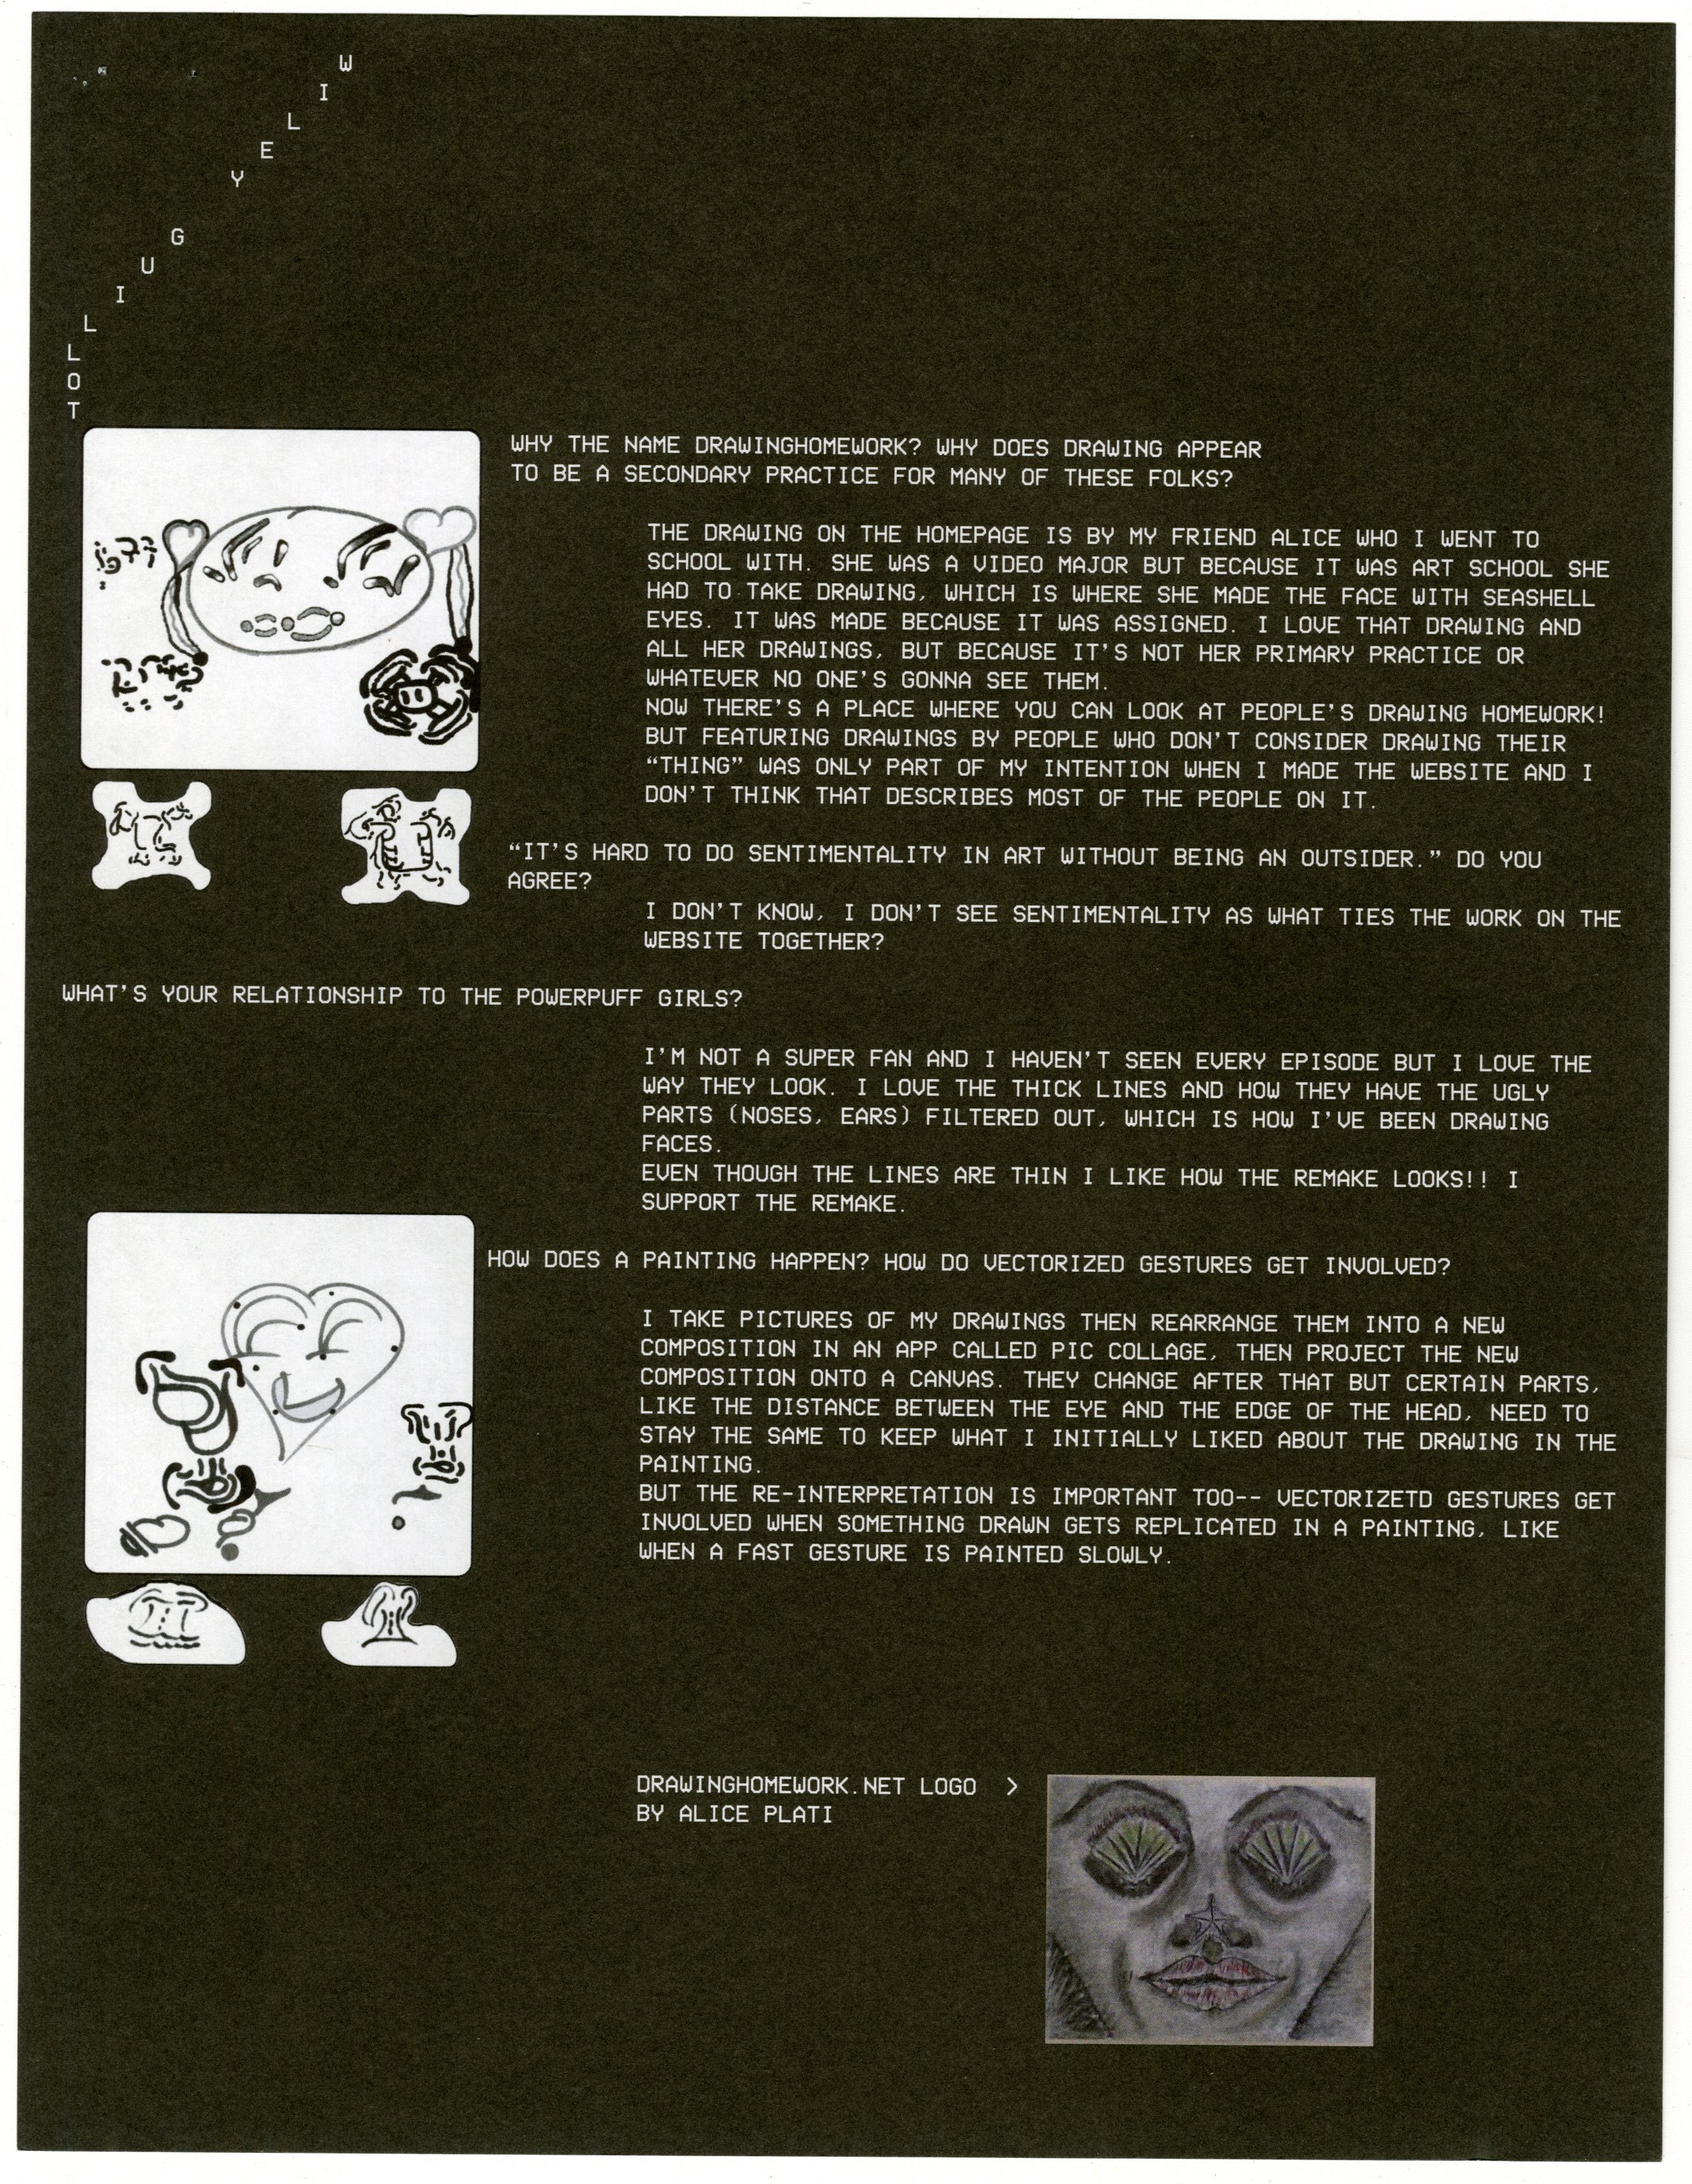 W
I
L
E
Y
G
U
I
L
L
O
T
WHY THE NAME DRAWINGHOMEWORK? WHY DOES DRAWING APPEAR
TO BE A SECONDARY PRACTICE FOR MANY OF THESE FOLKS?
THE DRAWING ON THE HOMEPAGE IS BY MY FRIEND ALICE WHO I WENT TO
SCHOOL WITH. SHE WAS A VIDEO MAJOR BUT BECAUSE IT WAS ART SCHOOL SHE
HAD TO TAKE DRAWING, WHICH IS WHERE SHE MADE THE FACE WITH SEASHELL
EYES. IT WAS MADE BECAUSE IT WAS ASSIGNED. I LOVE THAT DRAWING AND
ALL HER DRAWINGS, BUT BECAUSE IT'S NOT HER PRIMARY PRACTICE OR
WHATEVER NO ONE'S GONNA SEE THEM.
NOW THERE'S A PLACE WHERE YOU CAN LOOK AT PEOPLE'S DRAWING HOMEWORK!
BUT FEATURING DRAWINGS BY PEOPLE WHO DON'T CONSIDER DRAWING THEIR
“THING” WAS ONLY PART OF MY INTENTION WHEN I MADE THE WEBSITE AND I
DON'T THINK THAT DESCRIBES MOST OF THE PEOPLE ON IT.
“IT'S HARD TO DO SENTIMENTALITY IN ART WITHOUT BEING AN OUTSIDER.” DO YOU
AGREE?
I DON'T KNOW, I DON'T SEE SENTIMENTALITY AS WHAT TIES THE WORK ON THE
WEBSITE TOGETHER?
WHAT'S YOUR RELATIONSHIP TO THE POWERPUFF GIRLS?
I'M NOT A SUPER FAN AND I HAVEN'T SEEN EVERY EPISODE BUT I LOVE THE
WAY THEY LOOK. I LOVE THE THICK LINES AND HOW THEY HAVE THE UGLY
PARTS (NOSES, EARS) FILTERED OUT, WHICH IS HOW I'VE BEEN DRAWING
FACES.
EVEN THOUGH THE LINES ARE THIN I LIKE HOW THE REMAKE LOOKS!! I
SUPPORT THE REMAKE.
HOW DOES A PAINTING HAPPEN? HOW DO VECTORIZED GESTURES GET INVOLVED?
I TAKE PICTURES OF MY DRAWINGS THEN REARRANGE THEM INTO A NEW
COMPOSITION IN AN APP CALLED PIC COLLAGE, THEN PROJECT THE NEW
COMPOSITION ONTO A CANVAS. THEY CHANGE AFTER THAT BUT CERTAIN PARTS,
LIKE THE DISTANCE BETWEEN THE EYE AND THE EDGE OF THE HEAD, NEED TO
STAY THE SAME TO KEEP WHAT I INITIALLY LIKED ABOUT THE DRAWING IN THE
PAINTING.
BUT THE RE-INTERPRETATION IS IMPORTANT TOO-- VECTORIZETD GESTURES GET
INVOLVED WHEN SOMETHING DRAWN GETS REPLICATED IN A PAINTING, LIKE
WHEN A FAST GESTURE IS PAINTED SLOWLY.
DRAWINGHOMEWORK.NET LOGO >
BY ALICE PLATI